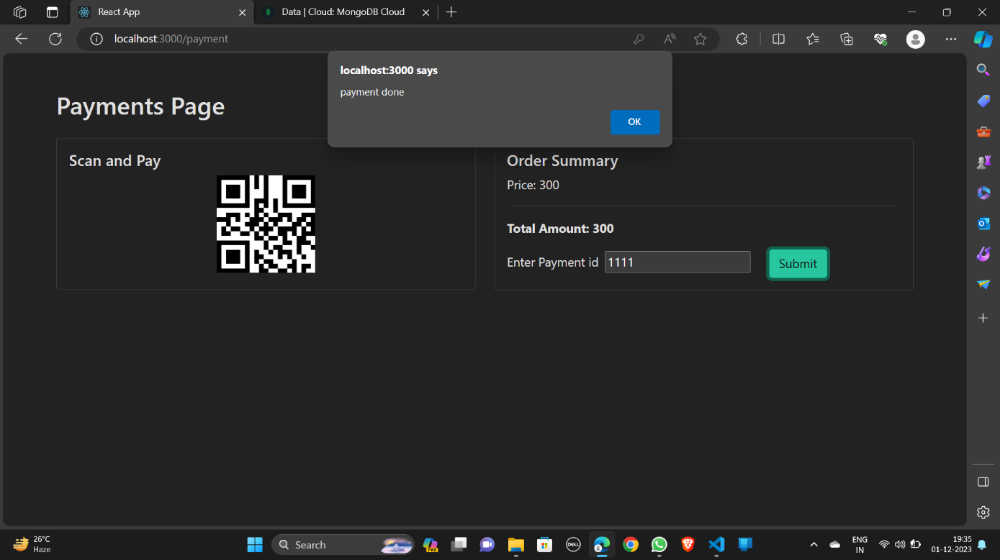 React App
Data | Cloud: MongoDB Cloud
localhost:3000/payment
localhost:3000 says
payment done
OK
Payments Page
Scan and Pay
Order Summary
Price: 300
Total Amount: 300
Enter Payment id 1111 Submit
26°C
Haze
Search
PRE
DELL
ENG
IN
19:35
01-12-2023